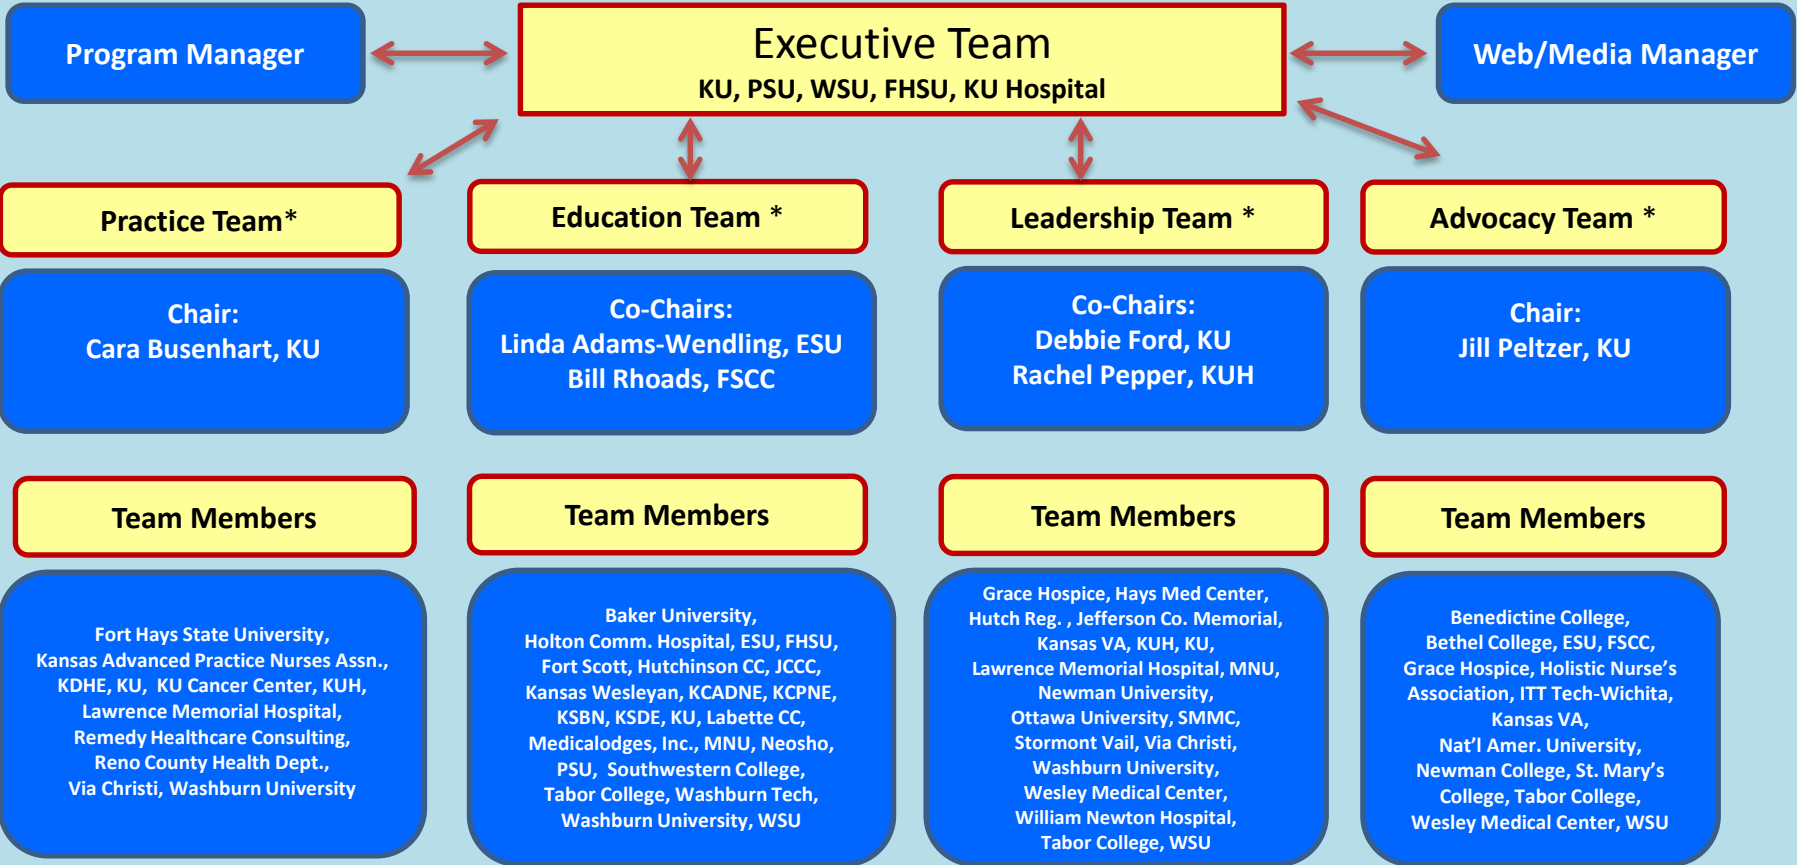 Program Manager
Executive Team
KU, PSU, WSU, FHSU, KU Hospital
Web/Media Manager
Practice Team*
Chair:
Cara Busenhart, KU
Team Members
Fort Hays State University,
Kansas Advanced Practice Nurses Assn.,
KDHE, KU, KU Cancer Center, KUH,
Lawrence Memorial Hospital,
Remedy Healthcare Consulting,
Reno County Health Dept.,
Via Christi, Washburn University
Education Team *
Co-Chairs:
Linda Adams-Wendling, ESU
Bill Rhoads, FSCC
Team Members
Baker University,
Holton Comm. Hospital, ESU, FHSU,
Fort Scott, Hutchinson CC, JCCC,
Kansas Wesleyan, KCADNE, KCPNE,
KSBN, KSDE, KU, Labette CC,
Medicalodges, Inc., MNU, Neosho,
PSU, Southwestern College,
Tabor College, Washburn Tech,
Washburn University, WSU
Leadership Team *
Co-Chairs:
Debbie Ford, KU
Rachel Pepper, KUH
Team Members
Grace Hospice, Hays Med Center,
Hutch Reg. , Jefferson Co. Memorial,
Kansas VA, KUH, KU,
Lawrence Memorial Hospital, MNU,
Newman University,
Ottawa University, SMMC,
Stormont Vail, Via Christi,
Washburn University,
Wesley Medical Center,
William Newton Hospital,
Tabor College, WSU
Advocacy Team *
Chair:
Jill Peltzer, KU
Team Members
Benedictine College,
Bethel College, ESU, FSCC,
Grace Hospice, Holistic Nurse’s
Association, ITT Tech-Wichita,
Kansas VA,
Nat’l Amer. University,
Newman College, St. Mary’s
College, Tabor College,
Wesley Medical Center, WSU